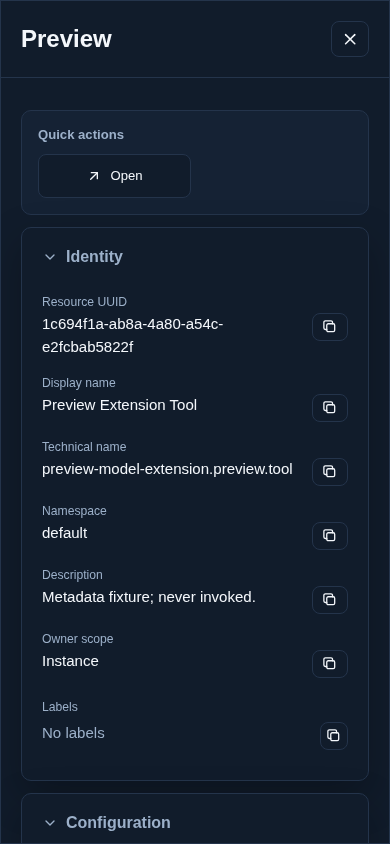 Preview
Quick actions
Open
Identity
Resource UUID
1c694f1a-ab8a-4a80-a54c-
e2fcbab5822f
Display name
Preview Extension Tool
Technical name
preview-model-extension.preview.tool
Namespace
default
Description
Metadata fixture; never invoked.
Owner scope
Instance
Labels
No labels
Configuration